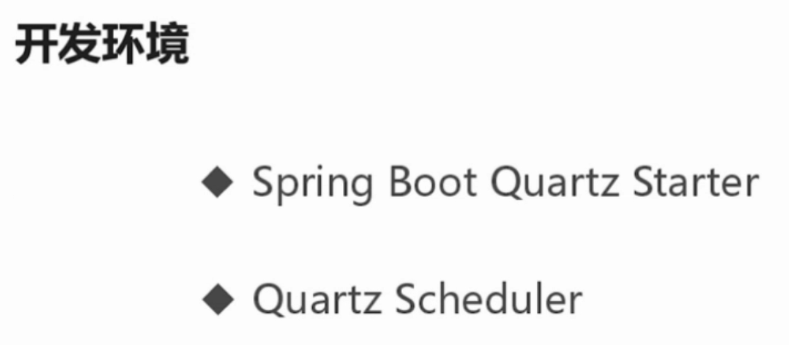 开发环境
◆ Spring Boot Quartz Starter
◆ Quartz Scheduler